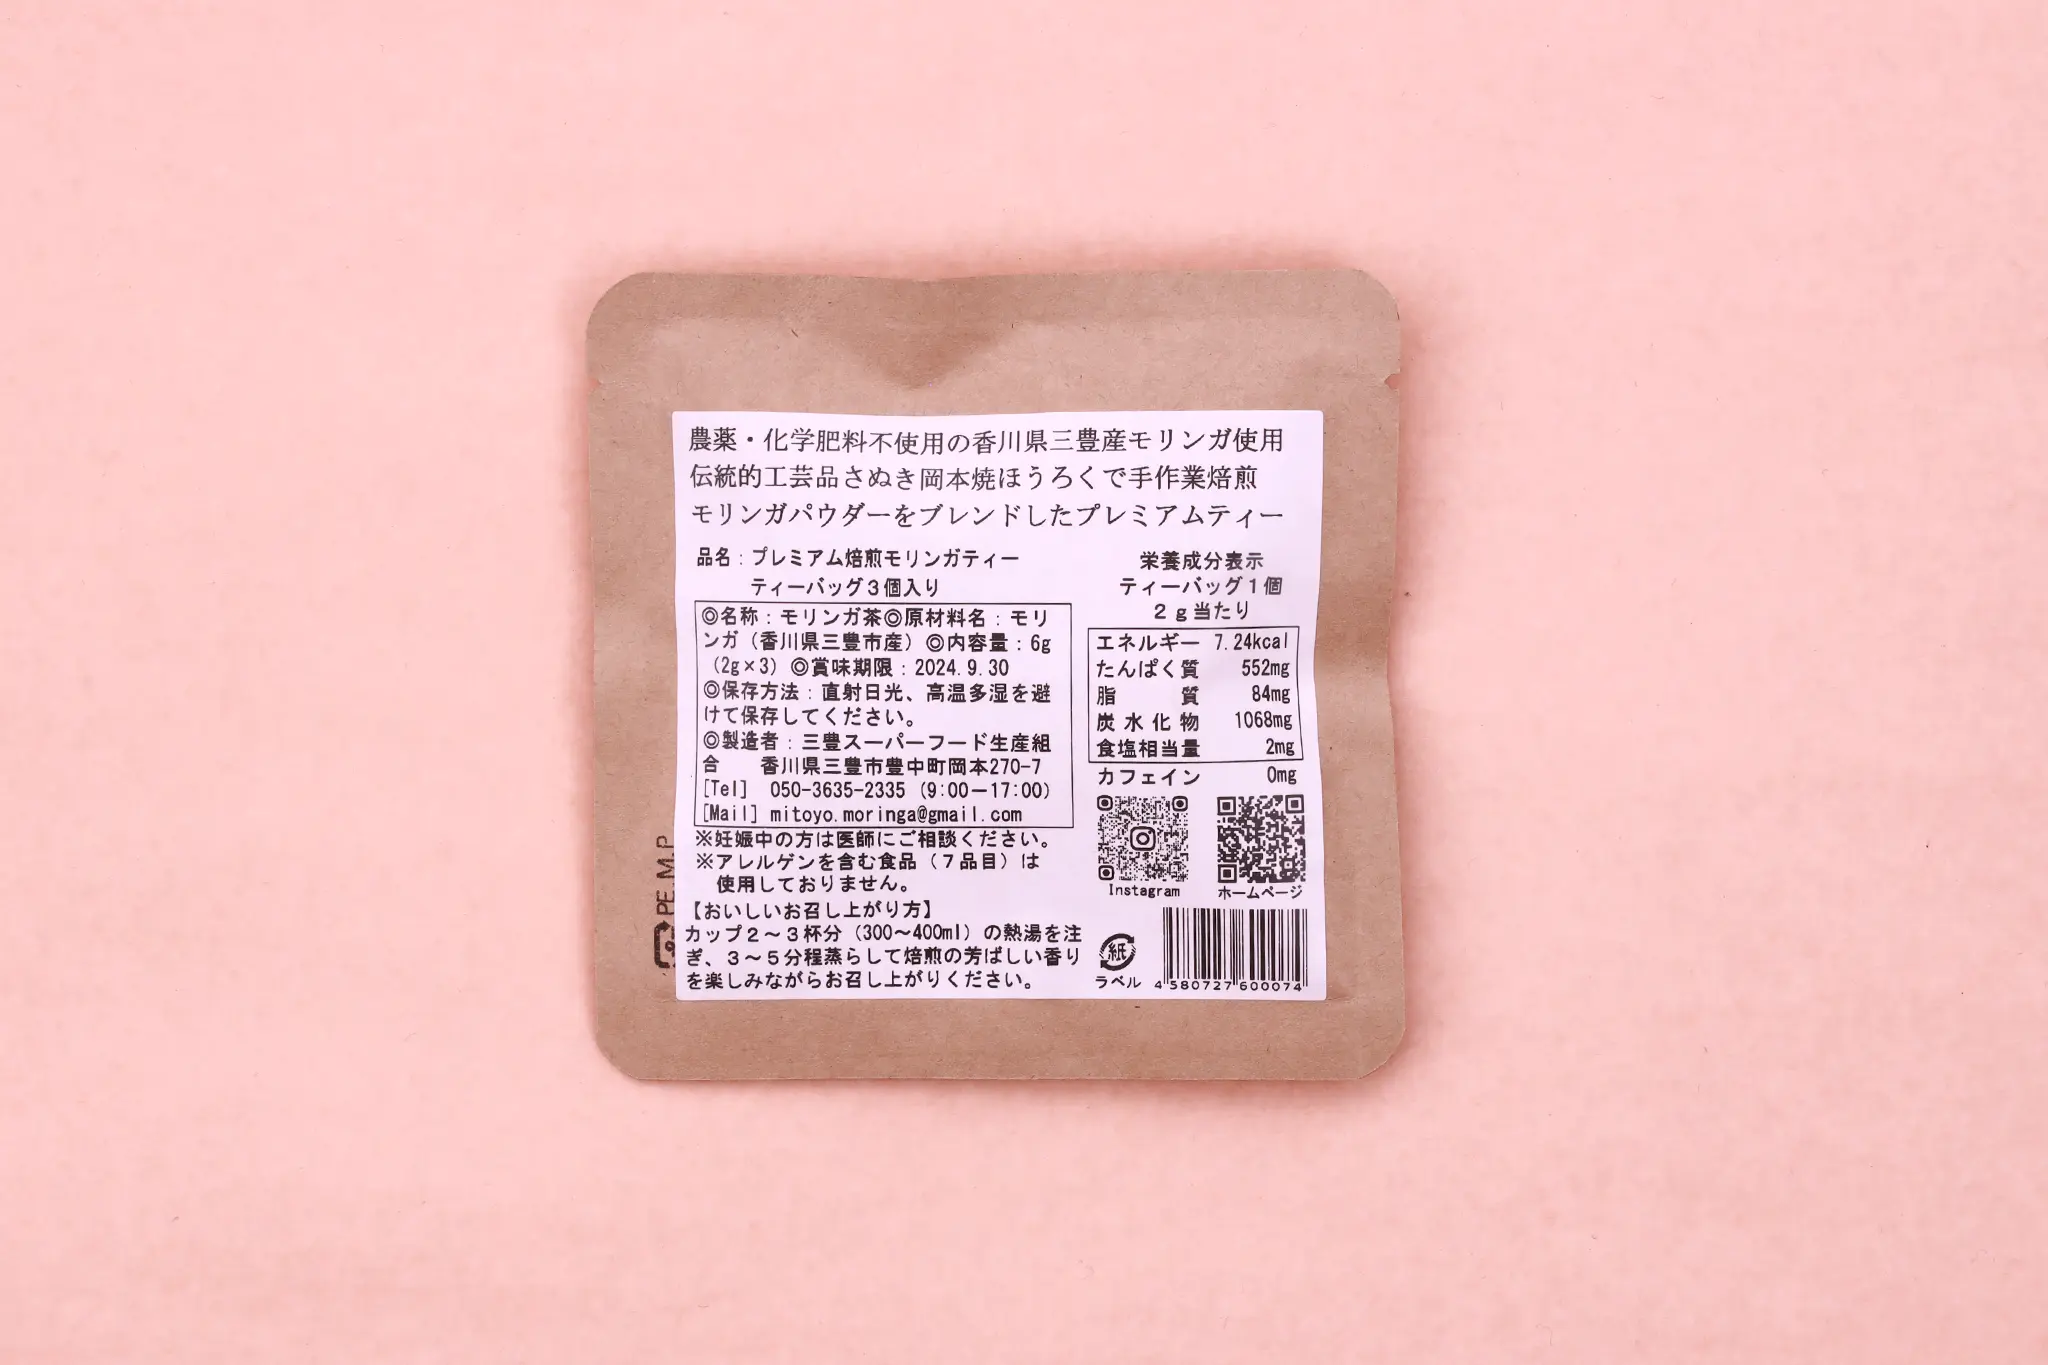 農薬・化学肥料不使用の香川県三豊産モリンガ使用
伝統的工芸品さぬき岡本焼ほうろくで手作業焙煎
モリンガパウダーをブレンドしたプレミアムティー
品名：プレミアム焙煎モリンガティー
ティーバッグ３個入り
◎名称：モリンガ茶◎原材料名：モリ
ンガ（香川県三豊市産）◎内容量：6g
（2g×3）◎賞味期限：2024.9.30
◎保存方法：直射日光、高温多湿を避
けて保存してください。
◎製造者：三豊スーパーフード生産組
合　香川県三豊市豊中町岡本270-7
[Tel] 050-3635-2335（9:00－17:00）
[Mail] mitoyo.moringa@gmail.com
※妊娠中の方は医師にご相談ください。
※アレルゲンを含む食品（７品目）は
使用しておりません。
【おいしいお召し上がり方】
カップ２～３杯分（300～400ml）の熱湯を注
ぎ、３～５分程蒸らして焙煎の芳ばしい香り
を楽しみながらお召し上がりください。
栄養成分表示
ティーバッグ１個
２ｇ当たり
エネルギー 7.24kcal
たんぱく質 552mg
脂質 84mg
炭水化物 1068mg
食塩相当量 2mg
カフェイン 0mg
Instagram
ホームページ
紙
ラベル
4580727600074
PE.M.P